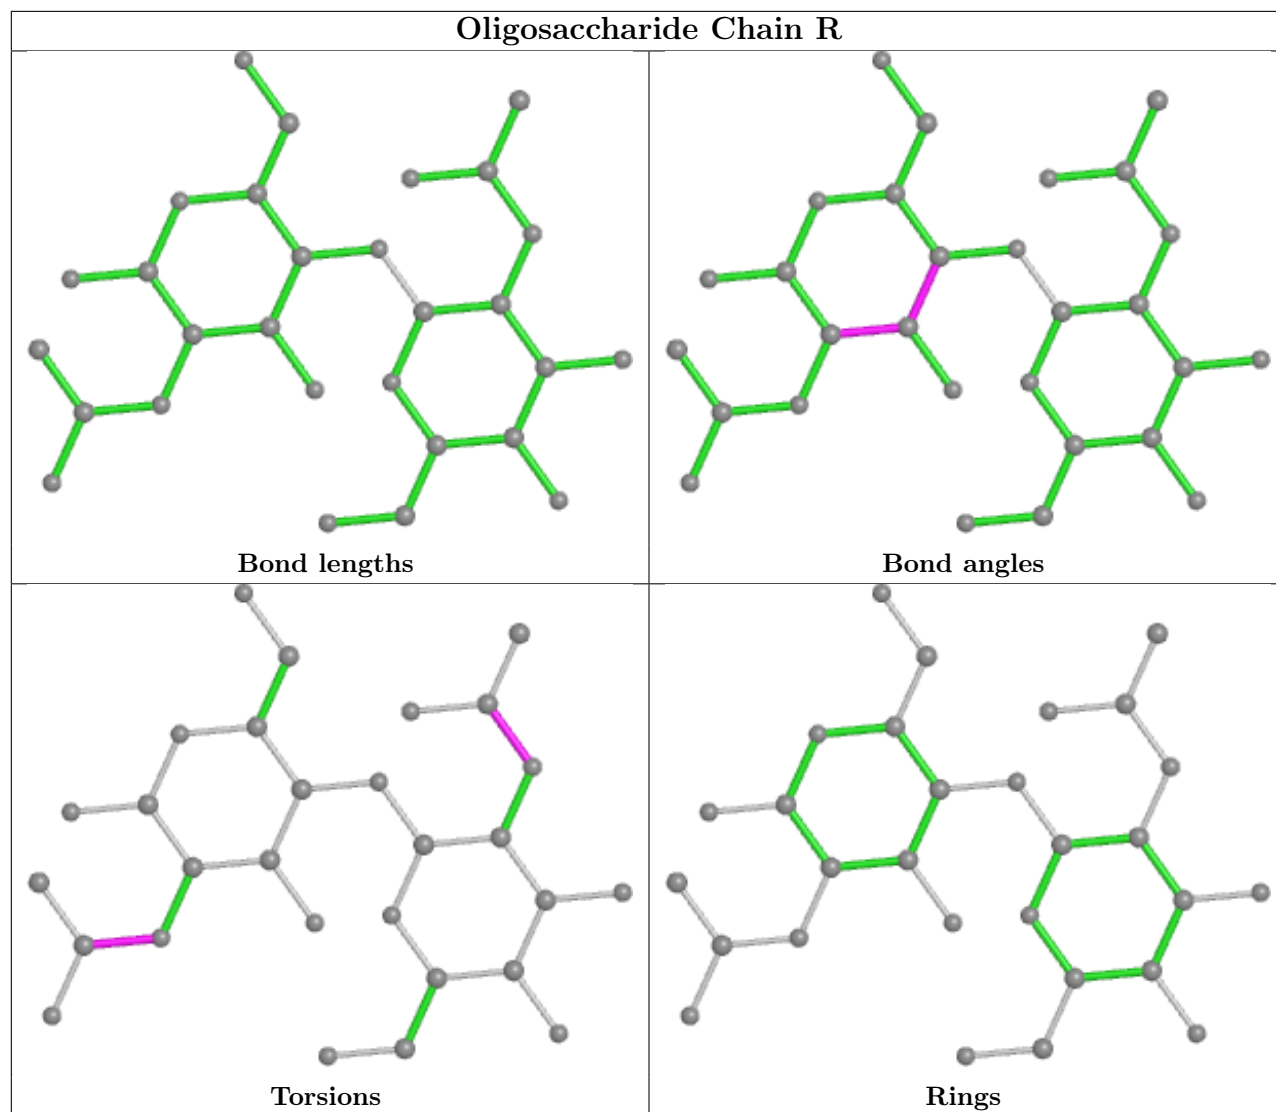 Oligosaccharide Chain R
Bond lengths
Bond angles
Torsions
Rings